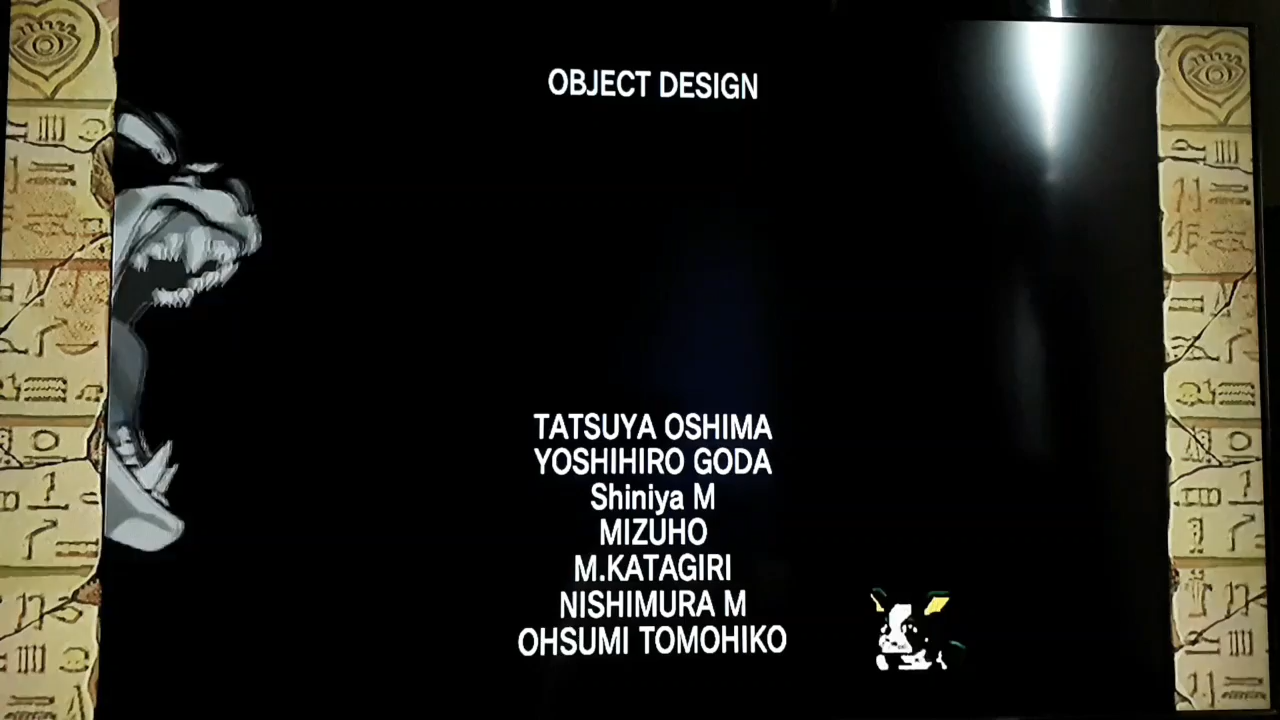 OBJECT DESIGN
TATSUYA OSHIMA
YOSHIHIRO GODA
Shiniya M
MIZUHO
M.KATAGIRI
NISHIMURA M
OHSUMI TOMOHIKO